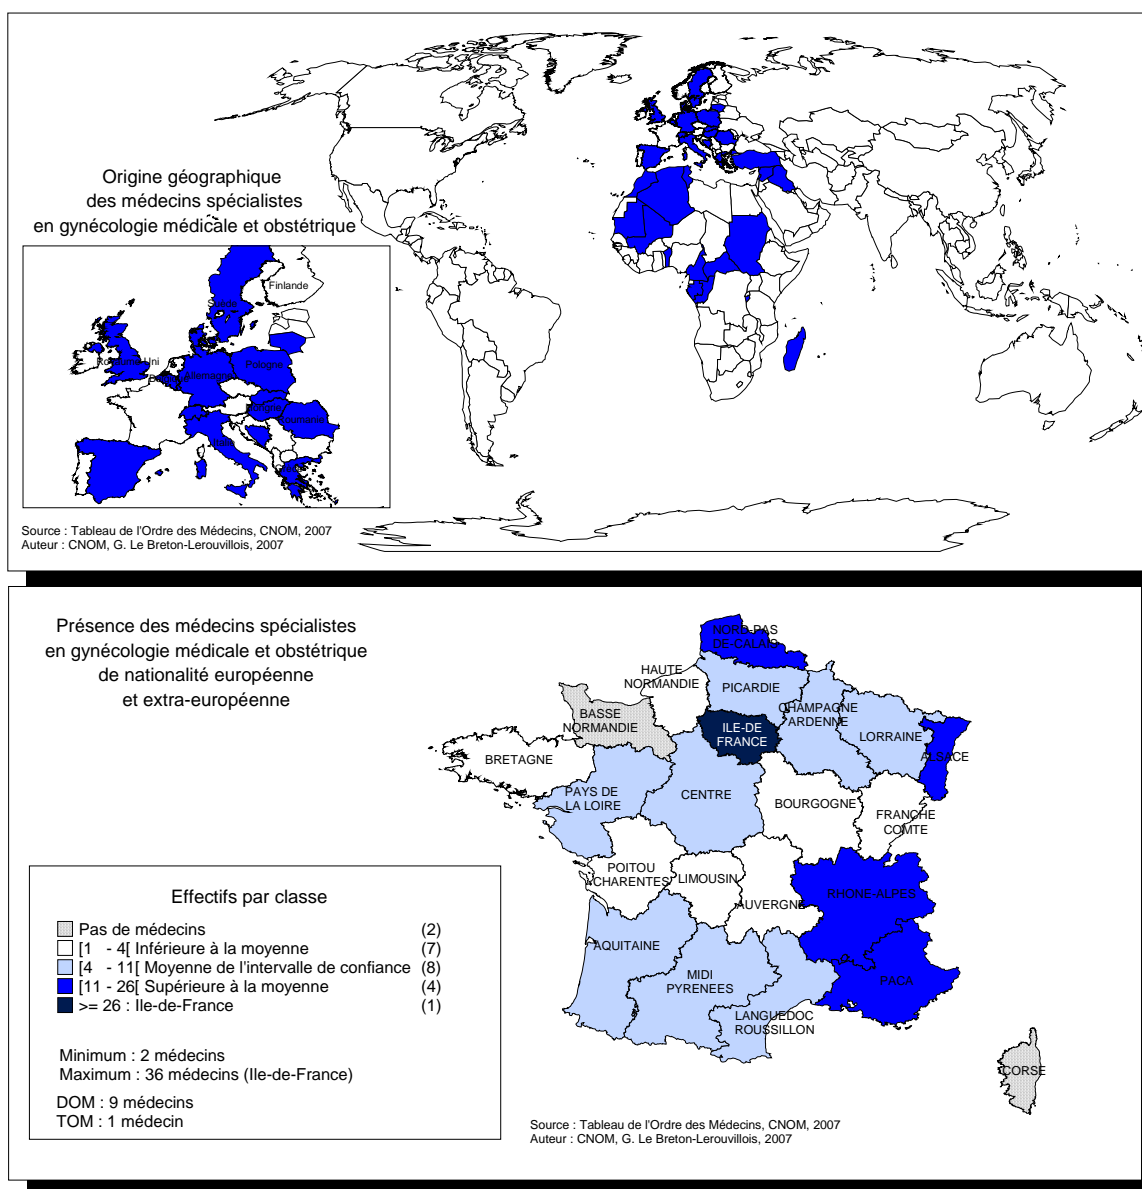 Origine géographique
des médecins spécialistes
en gynécologie médicale et obstétrique
Finlande
Suède
Royaume Uni
Pologne
Allemagne
Hongrie
Roumanie
Italie
Source : Tableau de l'Ordre des Médecins, CNOM, 2007
Auteur : CNOM, G. Le Breton-Lerouvillois, 2007
Présence des médecins spécialistes
en gynécologie médicale et obstétrique
de nationalité européenne
et extra-européenne
NORD-PAS
DE-CALAIS
HAUTE
NORMANDIE
PICARDIE
BASSE
NORMANDIE
CHAMPAGNE
ARDENNE
ILE-DE
FRANCE
LORRAINE
ALSACE
BRETAGNE
PAYS DE
LA LOIRE
CENTRE
BOURGOGNE
FRANCHE
COMTE
POITOU
CHARENTES
LIMOUSIN
AUVERGNE
RHONE-ALPES
AQUITAINE
MIDI
PYRENEES
PACA
LANGUEDOC
ROUSSILLON
CORSE
Effectifs par classe
Pas de médecins (2)
[1 - 4[ Inférieure à la moyenne (7)
[4 - 11[ Moyenne de l'intervalle de confiance (8)
[11 - 26[ Supérieure à la moyenne (4)
>= 26 : Ile-de-France (1)
Minimum : 2 médecins
Maximum : 36 médecins (Ile-de-France)
DOM : 9 médecins
TOM : 1 médecin
Source : Tableau de l'Ordre des Médecins, CNOM, 2007
Auteur : CNOM, G. Le Breton-Lerouvillois, 2007